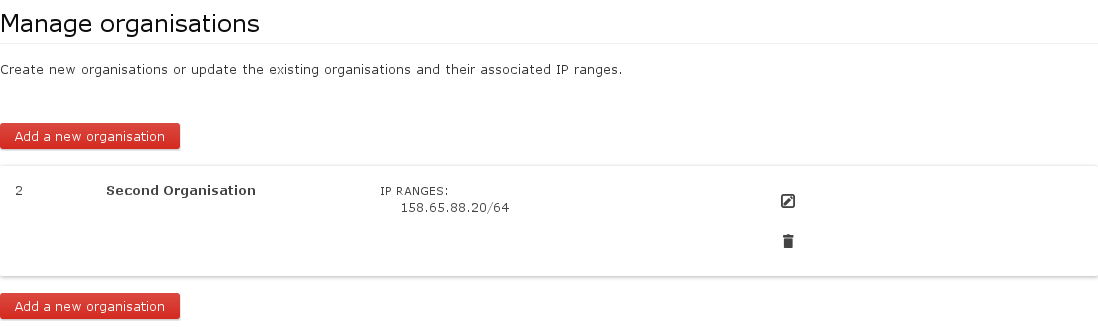 Manage organisations
Create new organisations or update the existing organisations and their associated IP ranges.
Add a new organisation
2 Second Organisation IP RANGES:
158.65.88.20/64
Add a new organisation